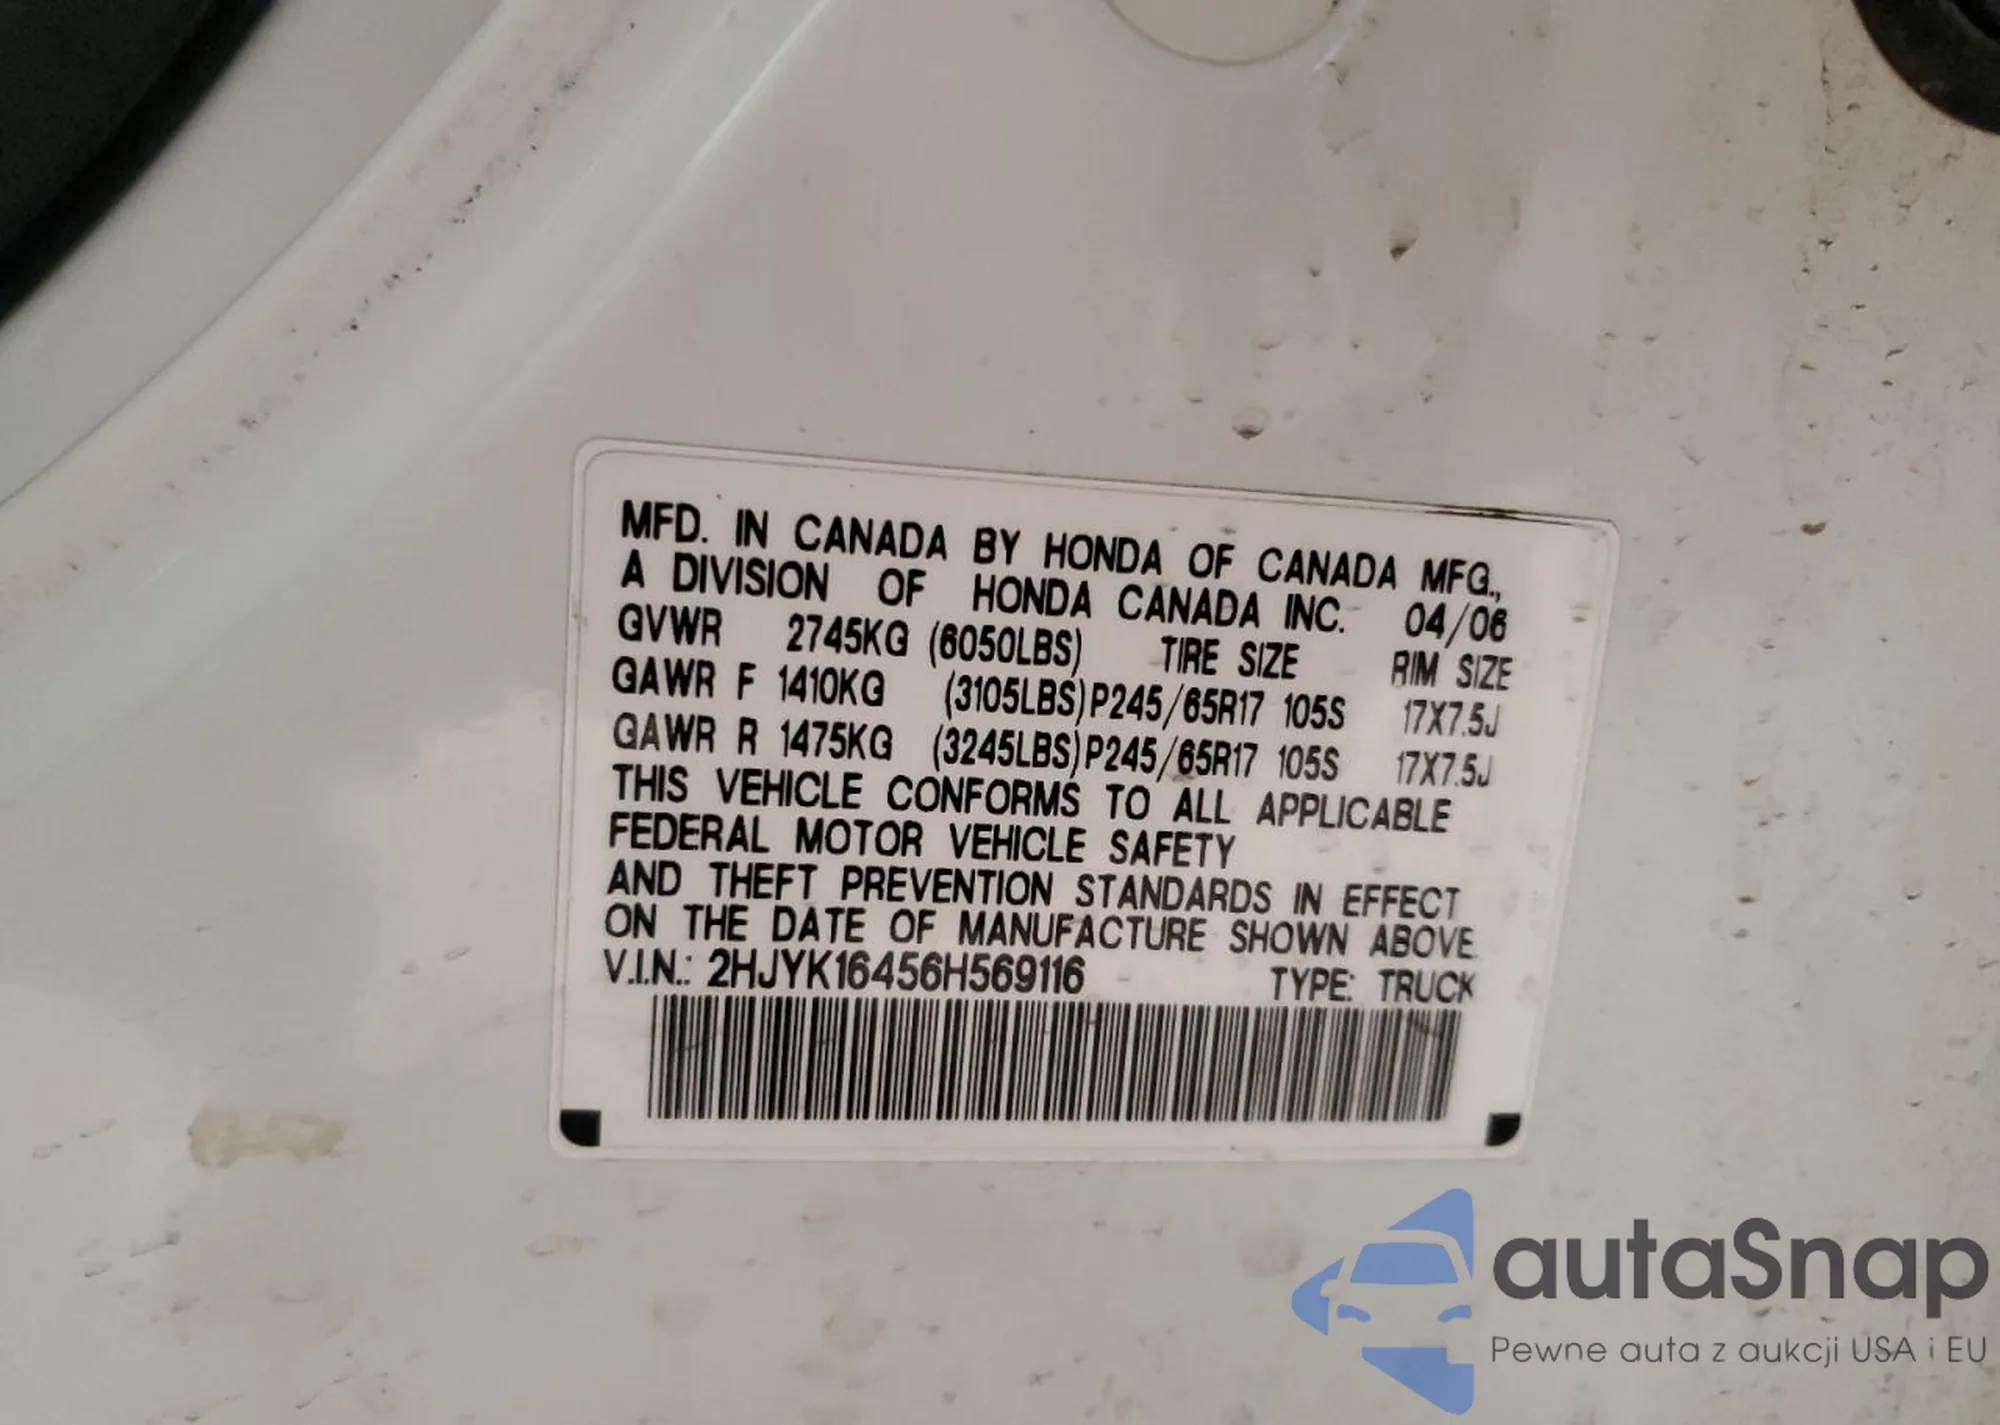 MFD. IN CANADA BY HONDA OF CANADA MFG.,
A DIVISION OF HONDA CANADA INC. 04/06
GVWR 2745KG (6050LBS) TIRE SIZE RIM SIZE
GAWR F 1410KG (3105LBS)P245/65R17 105S 17X7.5J
GAWR R 1475KG (3245LBS)P245/65R17 105S 17X7.5J
THIS VEHICLE CONFORMS TO ALL APPLICABLE
FEDERAL MOTOR VEHICLE SAFETY
AND THEFT PREVENTION STANDARDS IN EFFECT
ON THE DATE OF MANUFACTURE SHOWN ABOVE.
V.I.N.: 2HJYK16456H569116 TYPE: TRUCK
autaSnap
Pewne auta z aukcji USA i EU